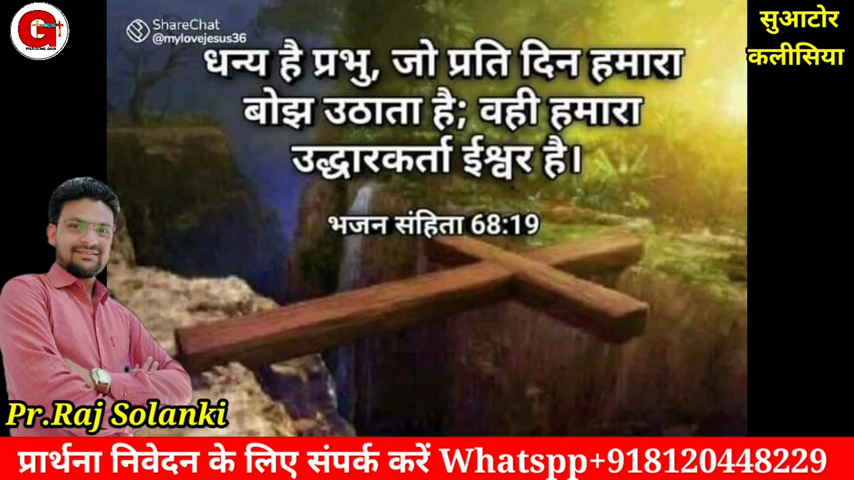 G
ShareChat
@mylovejesus36
सुआटोर
कलीसिया
धन्य है प्रभु, जो प्रति दिन हमारा
बोझ उठाता है; वही हमारा
उद्धारकर्ता ईश्वर है।
भजन संहिता 68:19
Pr.Raj Solanki
प्रार्थना निवेदन के लिए संपर्क करें Whatspp+918120448229